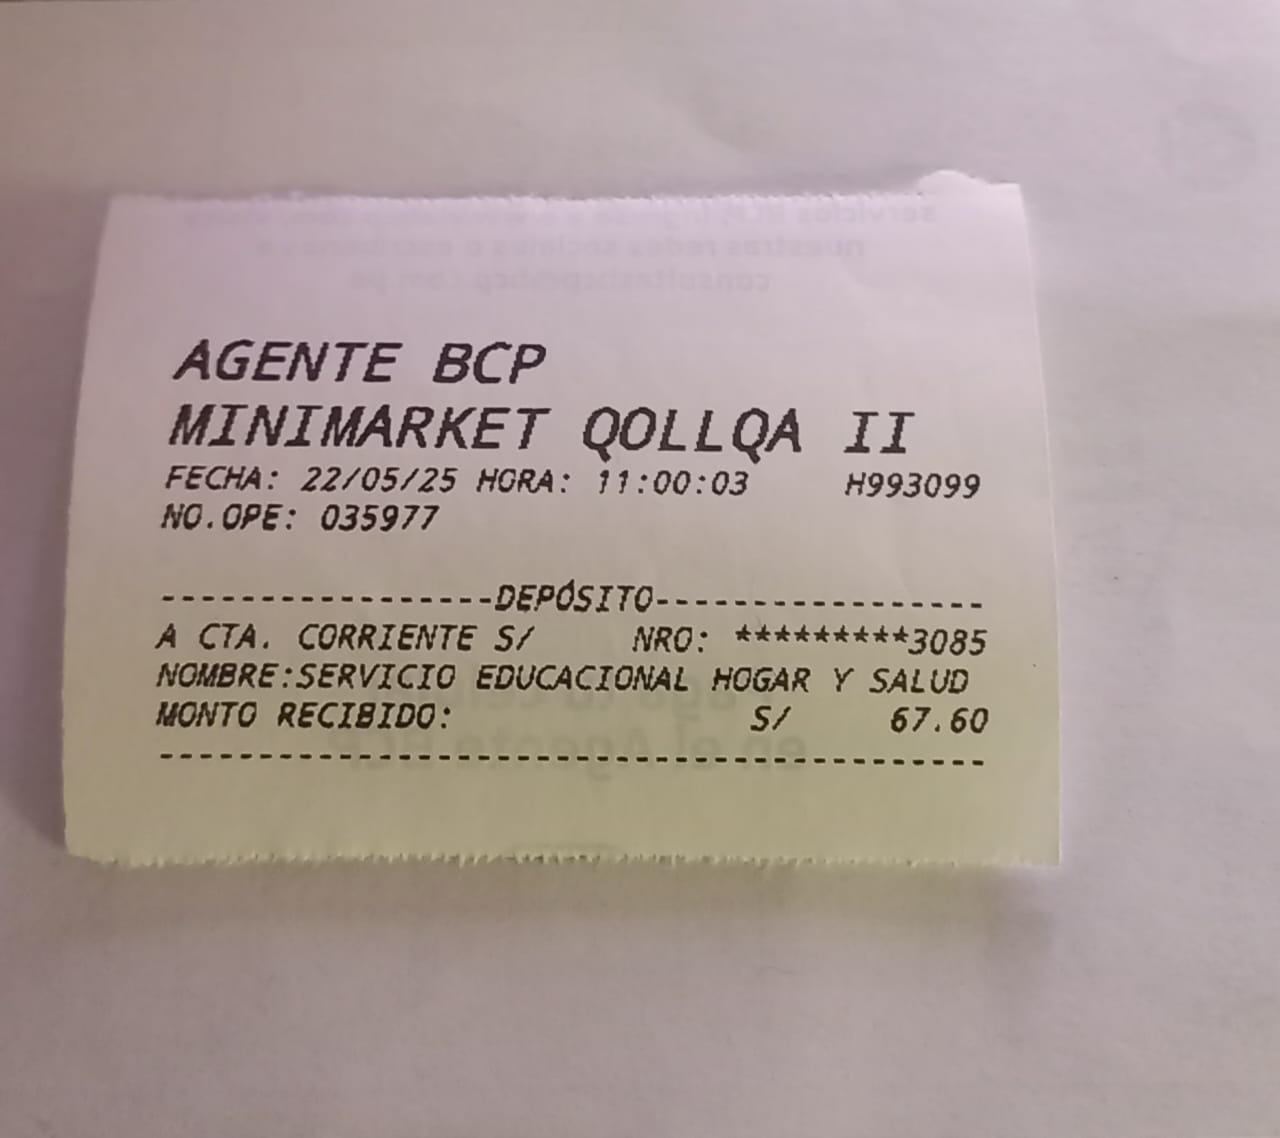 AGENTE BCP
MINIMARKET QOLLQA II
FECHA: 22/05/25 HORA: 11:00:03 H993099
NO.OPE: 035977
-----------------DEPÓSITO-----------------
A CTA. CORRIENTE S/ NRO: *********3085
NOMBRE:SERVICIO EDUCACIONAL HOGAR Y SALUD
MONTO RECIBIDO: S/ 67.60
------------------------------------------